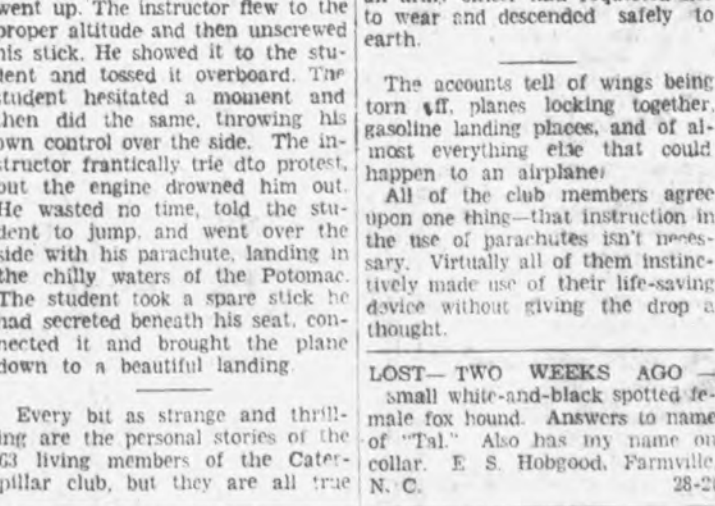 went up. The instructor flew to the
proper altitude and then unscrewed
his stick. He showed it to the stu-
dent and tossed it overboard. The
student hesitated a moment and
then did the same, throwing his
own control over the side. The in-
structor frantically trie dto protest,
but the engine drowned him out.
He wasted no time, told the stu-
dent to jump, and went over the
side with his parachute, landing in
the chilly waters of the Potomac.
The student took a spare stick he
had secreted beneath his seat, con-
nected it and brought the plane
down to a beautiful landing.
Every bit as strange and thrill-
ing are the personal stories of the
63 living members of the Cater-
pillar club, but they are all true
to wear and descended safely to
earth.
The accounts tell of wings being
torn off, planes locking together,
gasoline landing places, and of al-
most everything else that could
happen to an airplane.
All of the club members agree
upon one thing—that instruction in
the use of parachutes isn't neces-
sary. Virtually all of them instinc-
tively made use of their life-saving
device without giving the drop a
thought.
LOST— TWO WEEKS AGO —
small white-and-black spotted fe-
male fox hound. Answers to name
of "Tal." Also has my name on
collar. E S. Hobgood, Farmville
N. C. 28-2